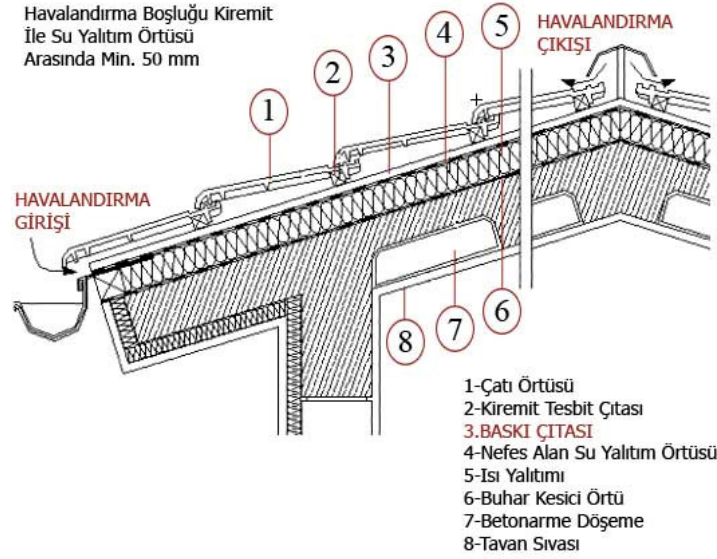 Havalandırma Boşluğu Kiremit
İle Su Yalıtım Örtüsü
Arasında Min. 50 mm
HAVALANDIRMA
ÇIKIŞI
HAVALANDIRMA
GİRİŞİ
1
2
3
4
5
6
7
8
1-Çatı Örtüsü
2-Kiremit Tesbit Çıtası
3.BASKI ÇITASI
4-Nefes Alan Su Yalıtım Örtüsü
5-Isı Yalıtımı
6-Buhar Kesici Örtü
7-Betonarme Döşeme
8-Tavan Sıvası